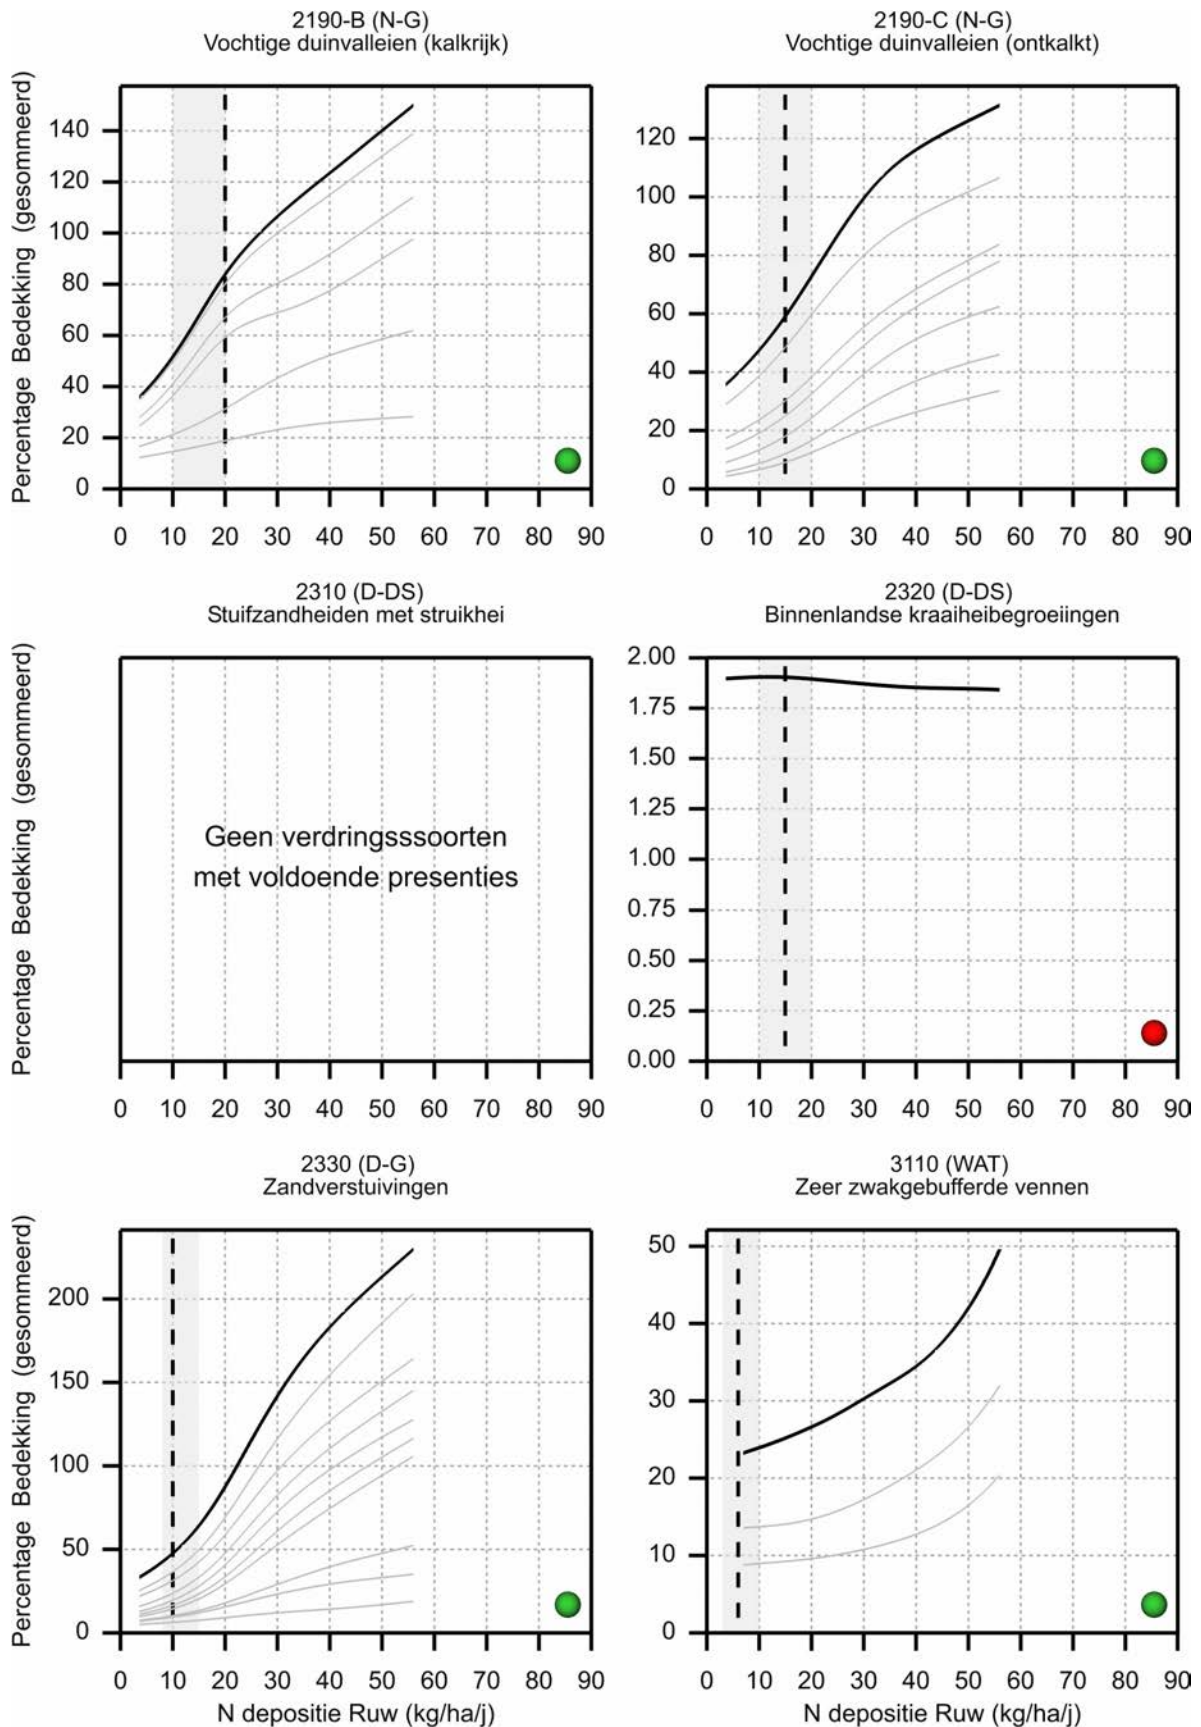 2190-B (N-G)
Vochtige duinvalleien (kalkrijk)
2190-C (N-G)
Vochtige duinvalleien (ontkalkt)
Percentage Bedekking (gesommeerd)
140
120
100
80
60
40
20
0
0 10 20 30 40 50 60 70 80 90
120
100
80
60
40
20
0
0 10 20 30 40 50 60 70 80 90
2310 (D-DS)
Stuifzandheiden met struikhei
2320 (D-DS)
Binnenlandse kraaiheibegroeiingen
Percentage Bedekking (gesommeerd)
Geen verdringsssoorten
met voldoende presenties
0 10 20 30 40 50 60 70 80 90
2.00
1.75
1.50
1.25
1.00
0.75
0.50
0.25
0.00
0 10 20 30 40 50 60 70 80 90
2330 (D-G)
Zandverstuivingen
3110 (WAT)
Zeer zwakgebufferde vennen
Percentage Bedekking (gesommeerd)
200
150
100
50
0
0 10 20 30 40 50 60 70 80 90
N depositie Ruw (kg/ha/j)
50
40
30
20
10
0
0 10 20 30 40 50 60 70 80 90
N depositie Ruw (kg/ha/j)